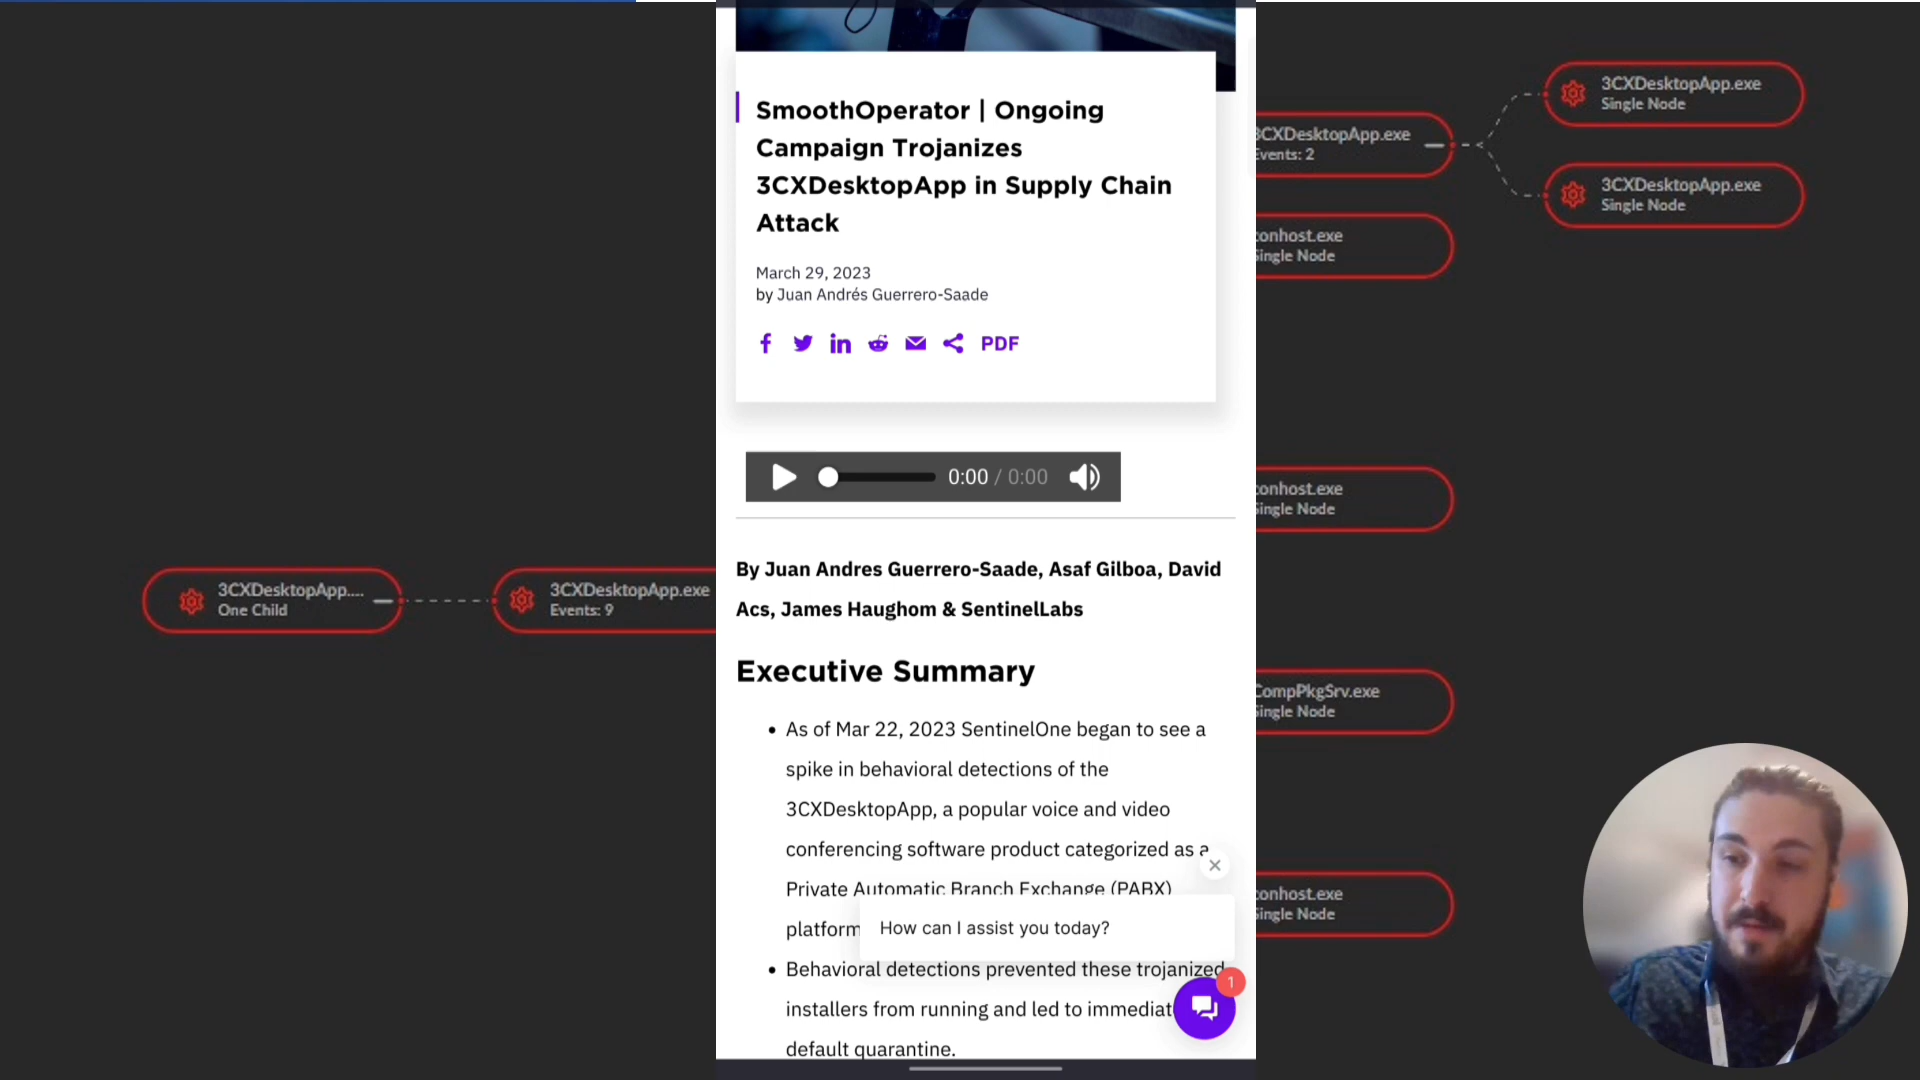 SmoothOperator | Ongoing
Campaign Trojanizes
3CXDesktopApp in Supply Chain
Attack
March 29, 2023
by Juan Andrés Guerrero-Saade
PDF
0:00 / 0:00
By Juan Andres Guerrero-Saade, Asaf Gilboa, David
Acs, James Haughom & SentinelLabs
Executive Summary
As of Mar 22, 2023 SentinelOne began to see a
spike in behavioral detections of the
3CXDesktopApp, a popular voice and video
conferencing software product categorized as a
Private Automatic Branch Exchange (PABX)
platform
How can I assist you today?
1
Behavioral detections prevented these trojanized
installers from running and led to immediat
default quarantine.
3CXDesktopApp....
One Child
3CXDesktopApp.exe
Events: 9
3CXDesktopApp.exe
Events: 2
3CXDesktopApp.exe
Single Node
3CXDesktopApp.exe
Single Node
conhost.exe
Single Node
conhost.exe
Single Node
CompPkgSrv.exe
Single Node
conhost.exe
Single Node